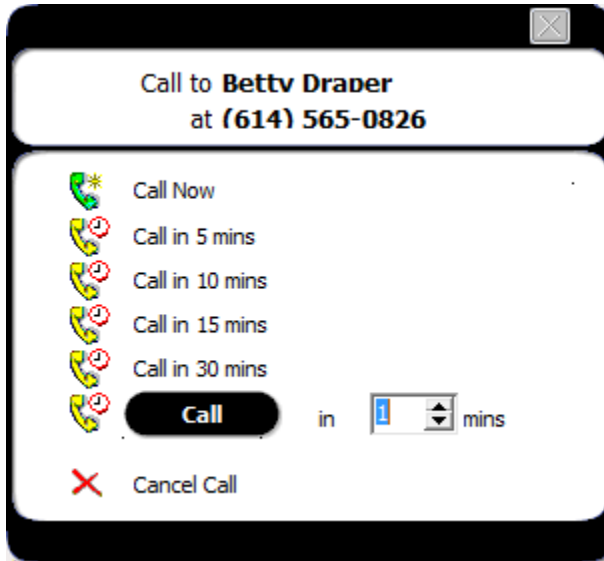 Call to Betty Draper
at (614) 565-0826
Call Now
Call in 5 mins
Call in 10 mins
Call in 15 mins
Call in 30 mins
Call in 1 mins
Cancel Call